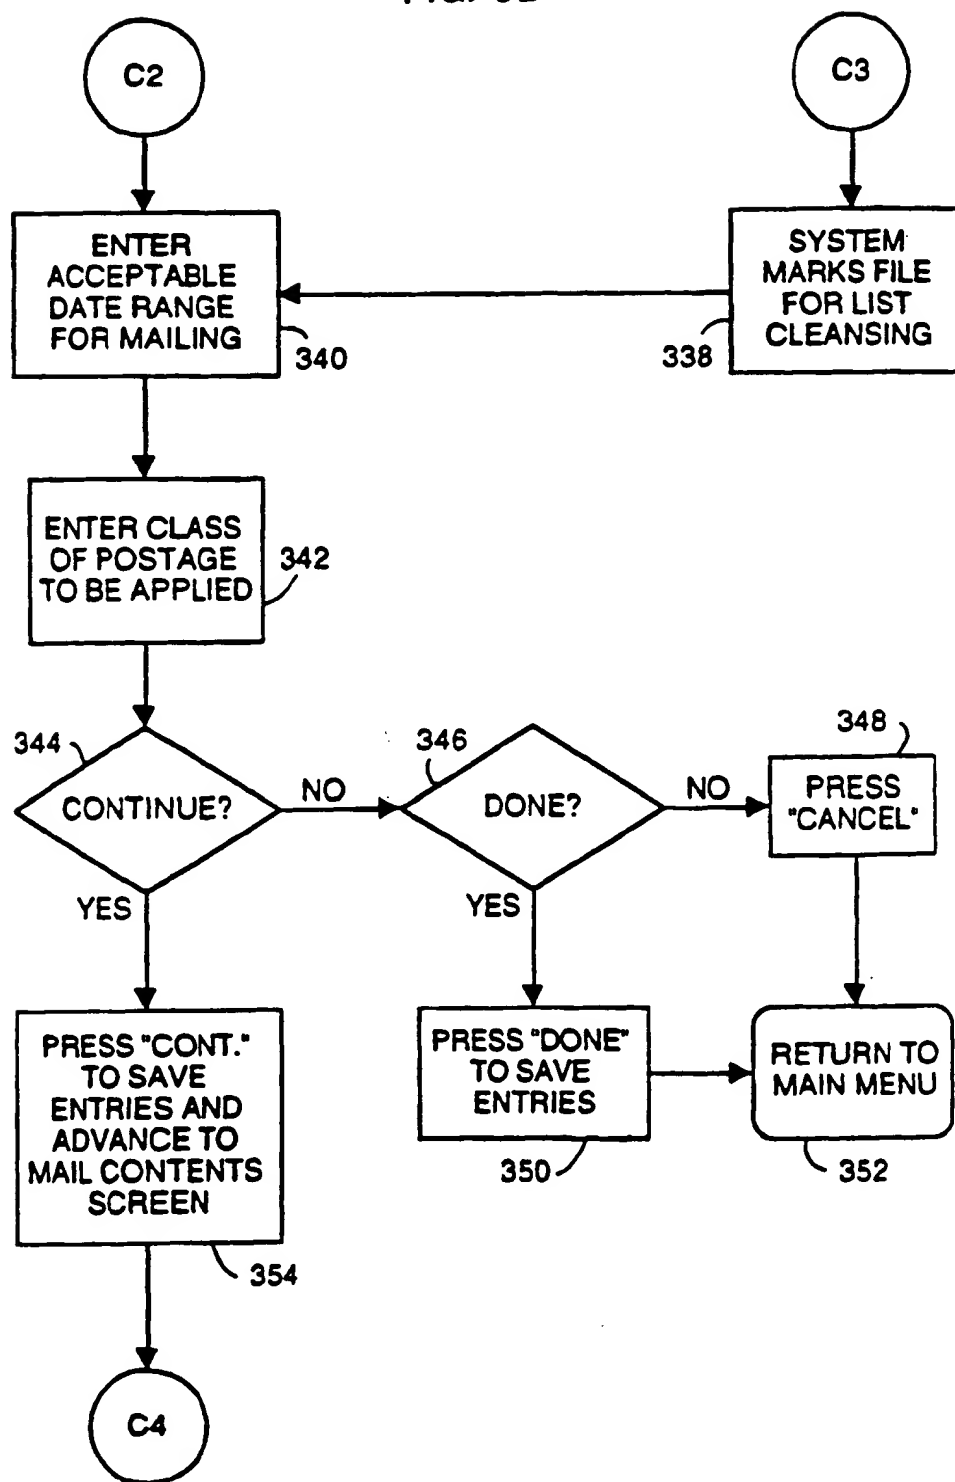 C2
C3
ENTER
ACCEPTABLE
DATE RANGE
FOR MAILING
340
SYSTEM
MARKS FILE
FOR LIST
CLEANSING
338
ENTER CLASS
OF POSTAGE
TO BE APPLIED
342
344
CONTINUE?
NO
346
DONE?
NO
348
PRESS
"CANCEL"
YES
YES
PRESS "CONT."
TO SAVE
ENTRIES AND
ADVANCE TO
MAIL CONTENTS
SCREEN
354
PRESS "DONE"
TO SAVE
ENTRIES
350
RETURN TO
MAIN MENU
352
C4